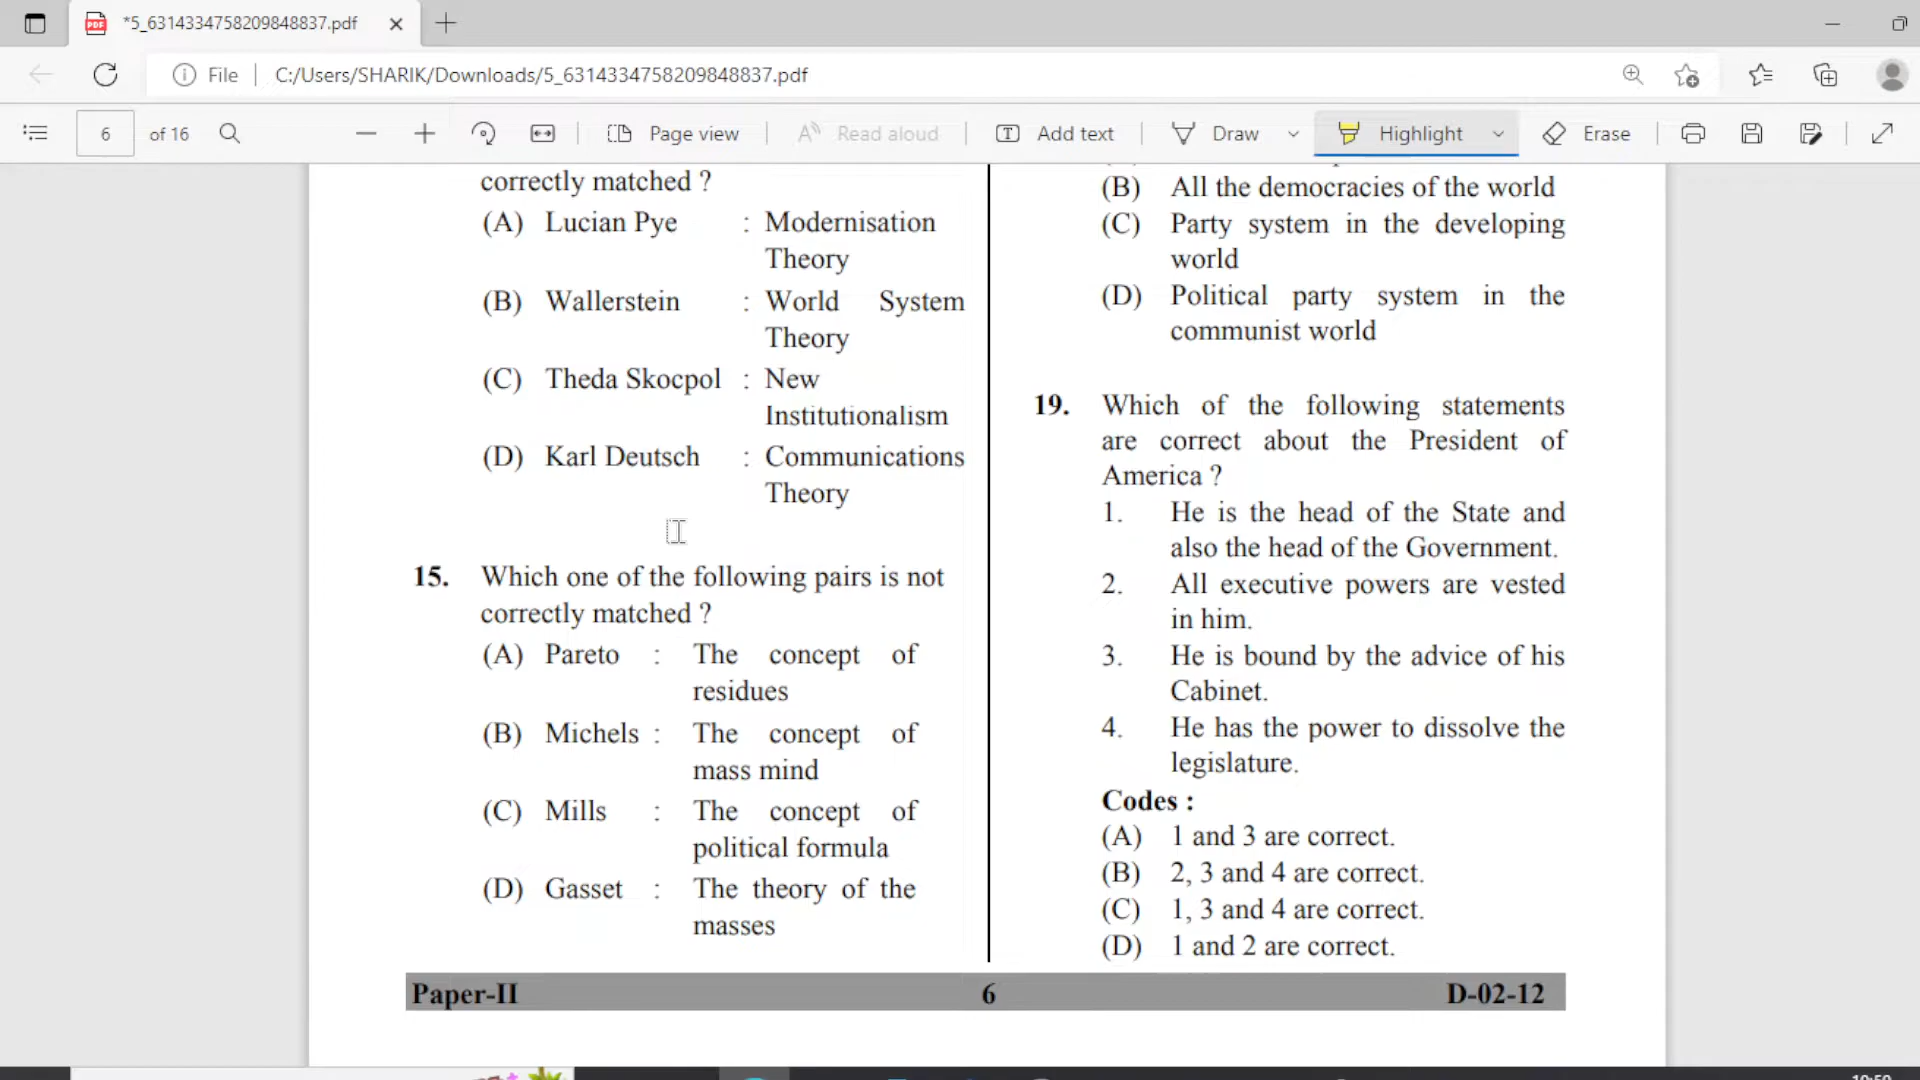 *5_6314334758209848837.pdf
File
C:/Users/SHARIK/Downloads/5_6314334758209848837.pdf
6 of 16
Page view
Read aloud
Add text
Draw
Highlight
Erase
correctly matched ?
(A) Lucian Pye : Modernisation
Theory
(B) Wallerstein : World System
Theory
(C) Theda Skocpol : New
Institutionalism
(D) Karl Deutsch : Communications
Theory
15. Which one of the following pairs is not
correctly matched ?
(A) Pareto : The concept of
residues
(B) Michels : The concept of
mass mind
(C) Mills : The concept of
political formula
(D) Gasset : The theory of the
masses
(B) All the democracies of the world
(C) Party system in the developing
world
(D) Political party system in the
communist world
19. Which of the following statements
are correct about the President of
America ?
1. He is the head of the State and
also the head of the Government.
2. All executive powers are vested
in him.
3. He is bound by the advice of his
Cabinet.
4. He has the power to dissolve the
legislature.
Codes :
(A) 1 and 3 are correct.
(B) 2, 3 and 4 are correct.
(C) 1, 3 and 4 are correct.
(D) 1 and 2 are correct.
Paper-II 6 D-02-12